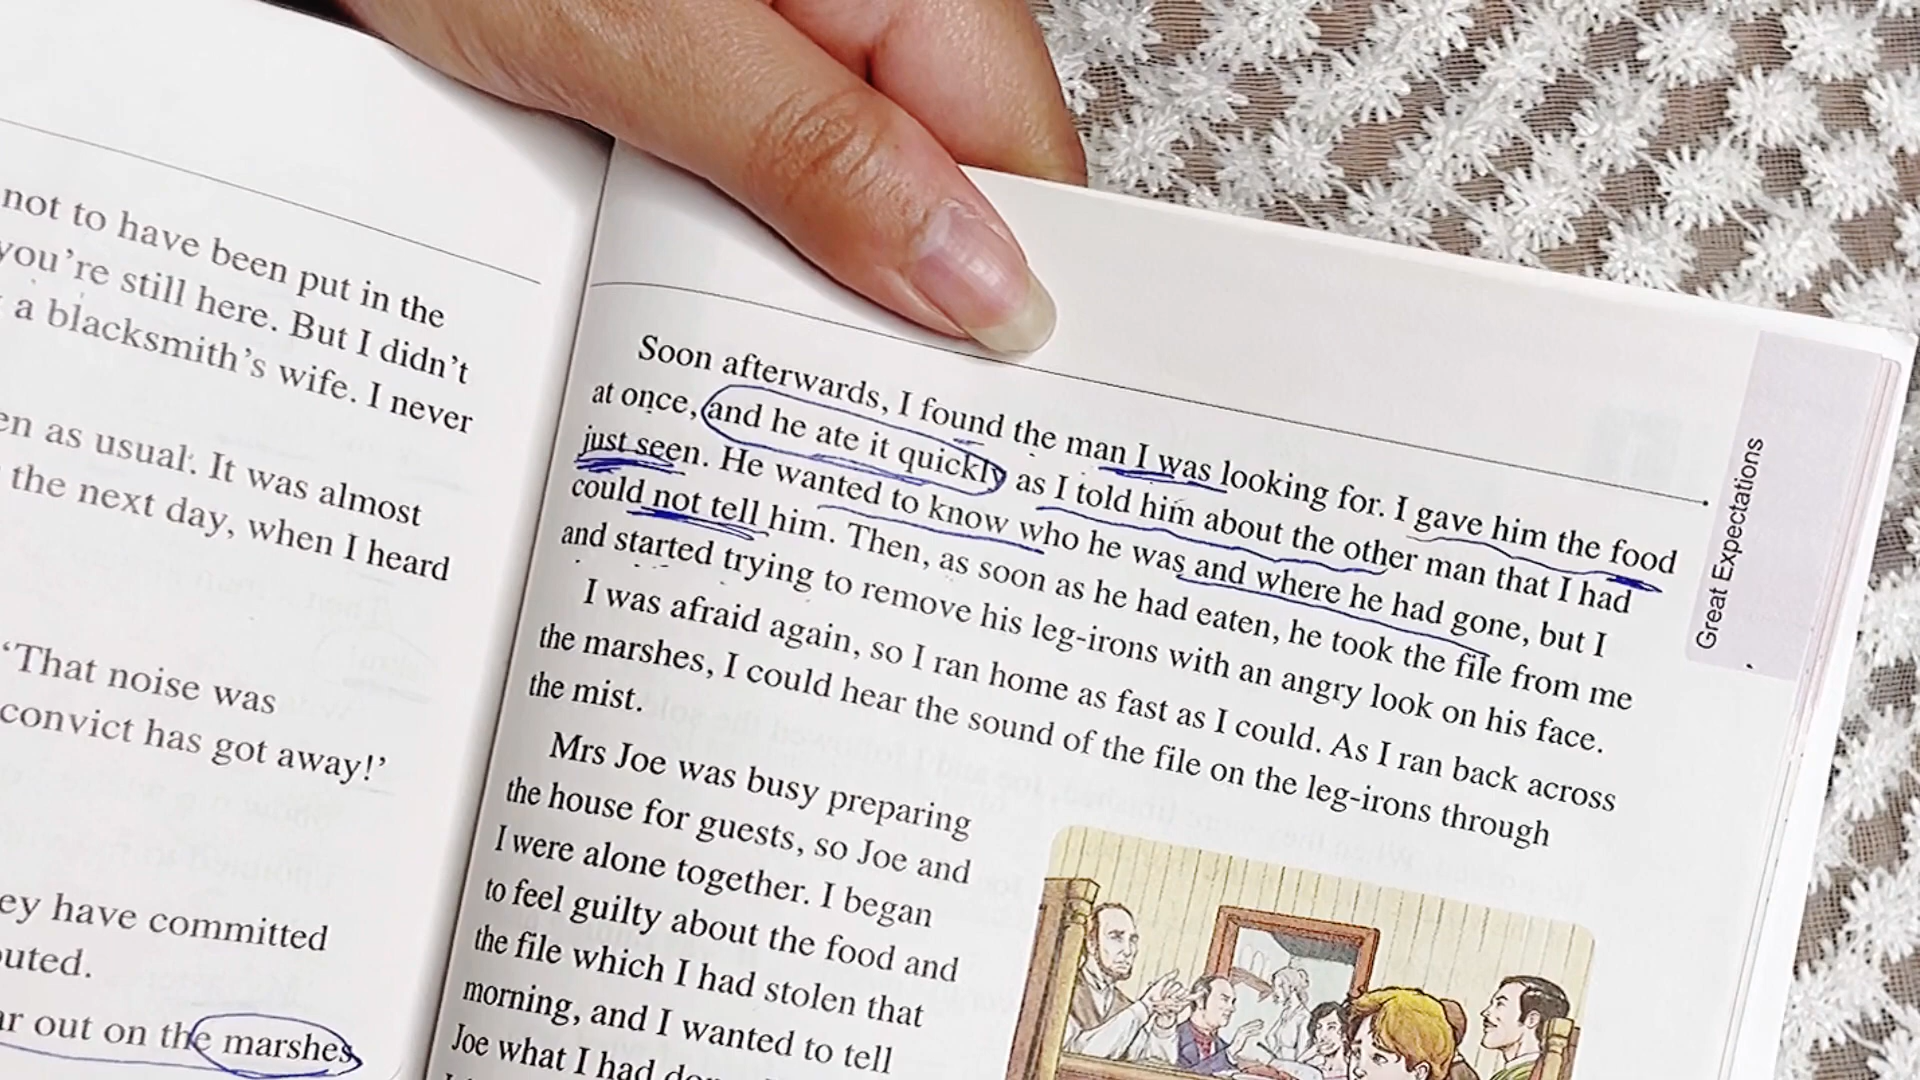 not to have been put in the
you're still here. But I didn't
a blacksmith's wife. I never
as usual. It was almost
the next day, when I heard
'That noise was
convict has got away!'
have committed
out on the marshes
Soon afterwards, I found the man I was looking for. I gave him the food
at once, and he ate it quickly as I told him about the other man that I had
just seen. He wanted to know who he was and where he had gone, but I
could not tell him. Then, as soon as he had eaten, he took the file from me
and started trying to remove his leg-irons with an angry look on his face.
I was afraid again, so I ran home as fast as I could. As I ran back across
the marshes, I could hear the sound of the file on the leg-irons through
the mist.
Mrs Joe was busy preparing
the house for guests, so Joe and
I were alone together. I began
to feel guilty about the food and
the file which I had stolen that
morning, and I wanted to tell
Joe what I had
Great Expectations